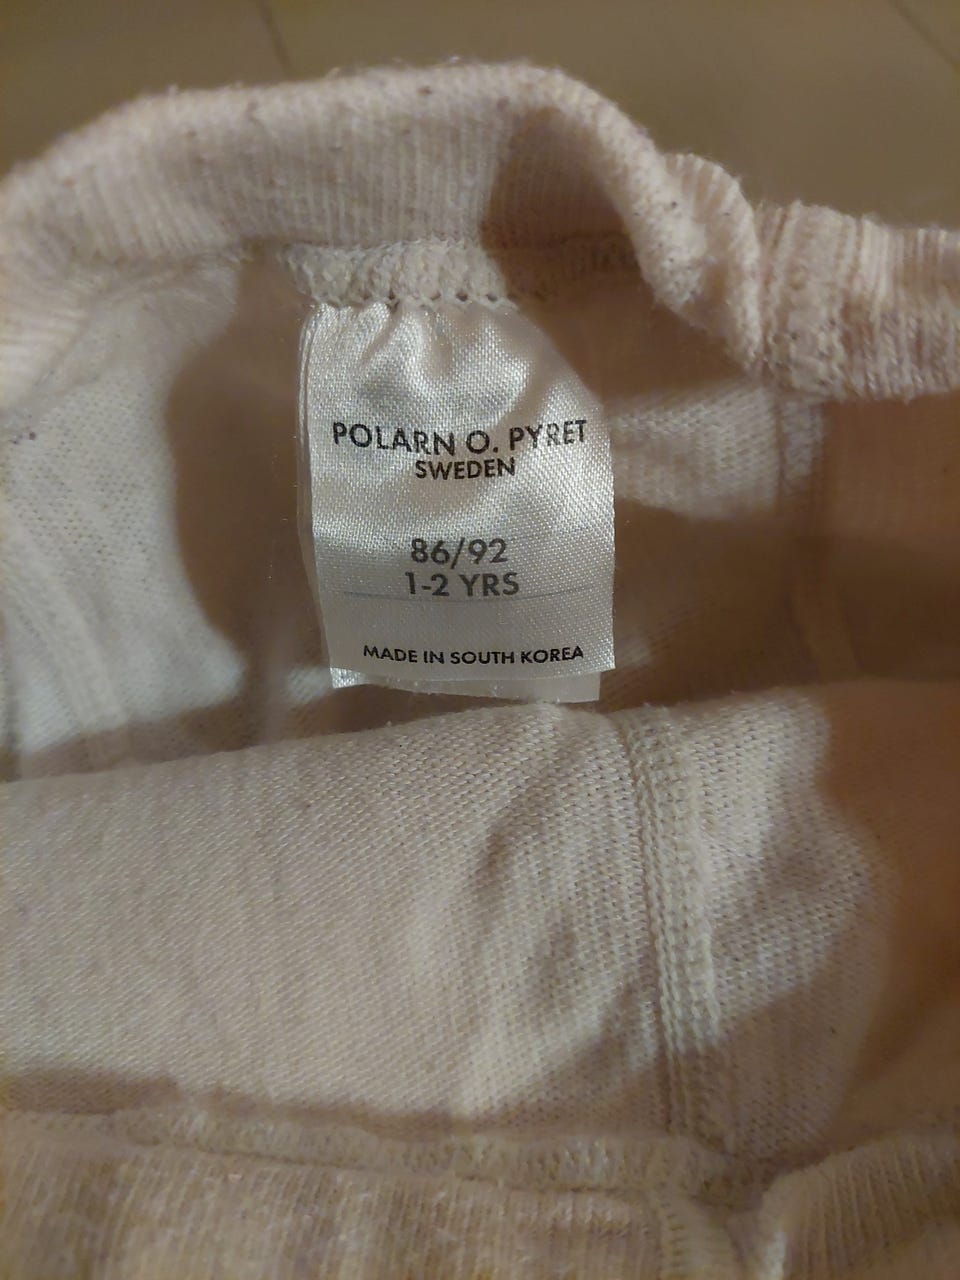 POLARN O. PYRET
SWEDEN
86/92
1-2 YRS
MADE IN SOUTH KOREA